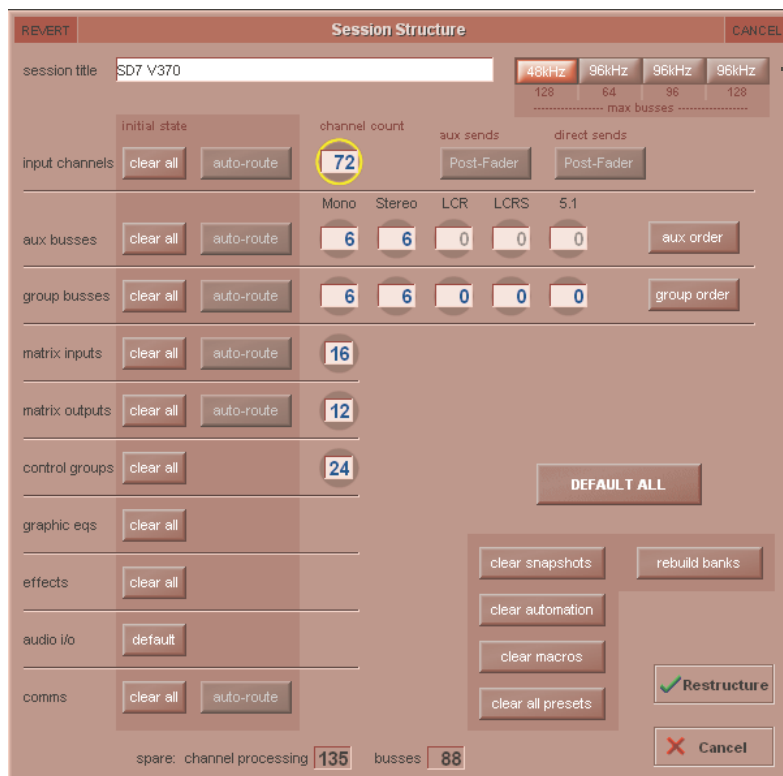 REVERT Session Structure CANCEL
session title SD7 V370 48kHz 96kHz 96kHz 96kHz
128 64 96 128
max busses
initial state channel count aux sends direct sends
input channels clear all auto-route 72 Post-Fader Post-Fader
Mono Stereo LCR LCRS 5.1
aux busses clear all auto-route 6 6 0 0 0 aux order
group busses clear all auto-route 6 6 0 0 0 group order
matrix inputs clear all auto-route 16
matrix outputs clear all auto-route 12
control groups clear all 24
DEFAULT ALL
graphic eqs clear all
clear snapshots rebuild banks
effects clear all
clear automation
audio i/o default
clear macros
comms clear all auto-route
Restructure
clear all presets
Cancel
spare: channel processing 135 busses 88